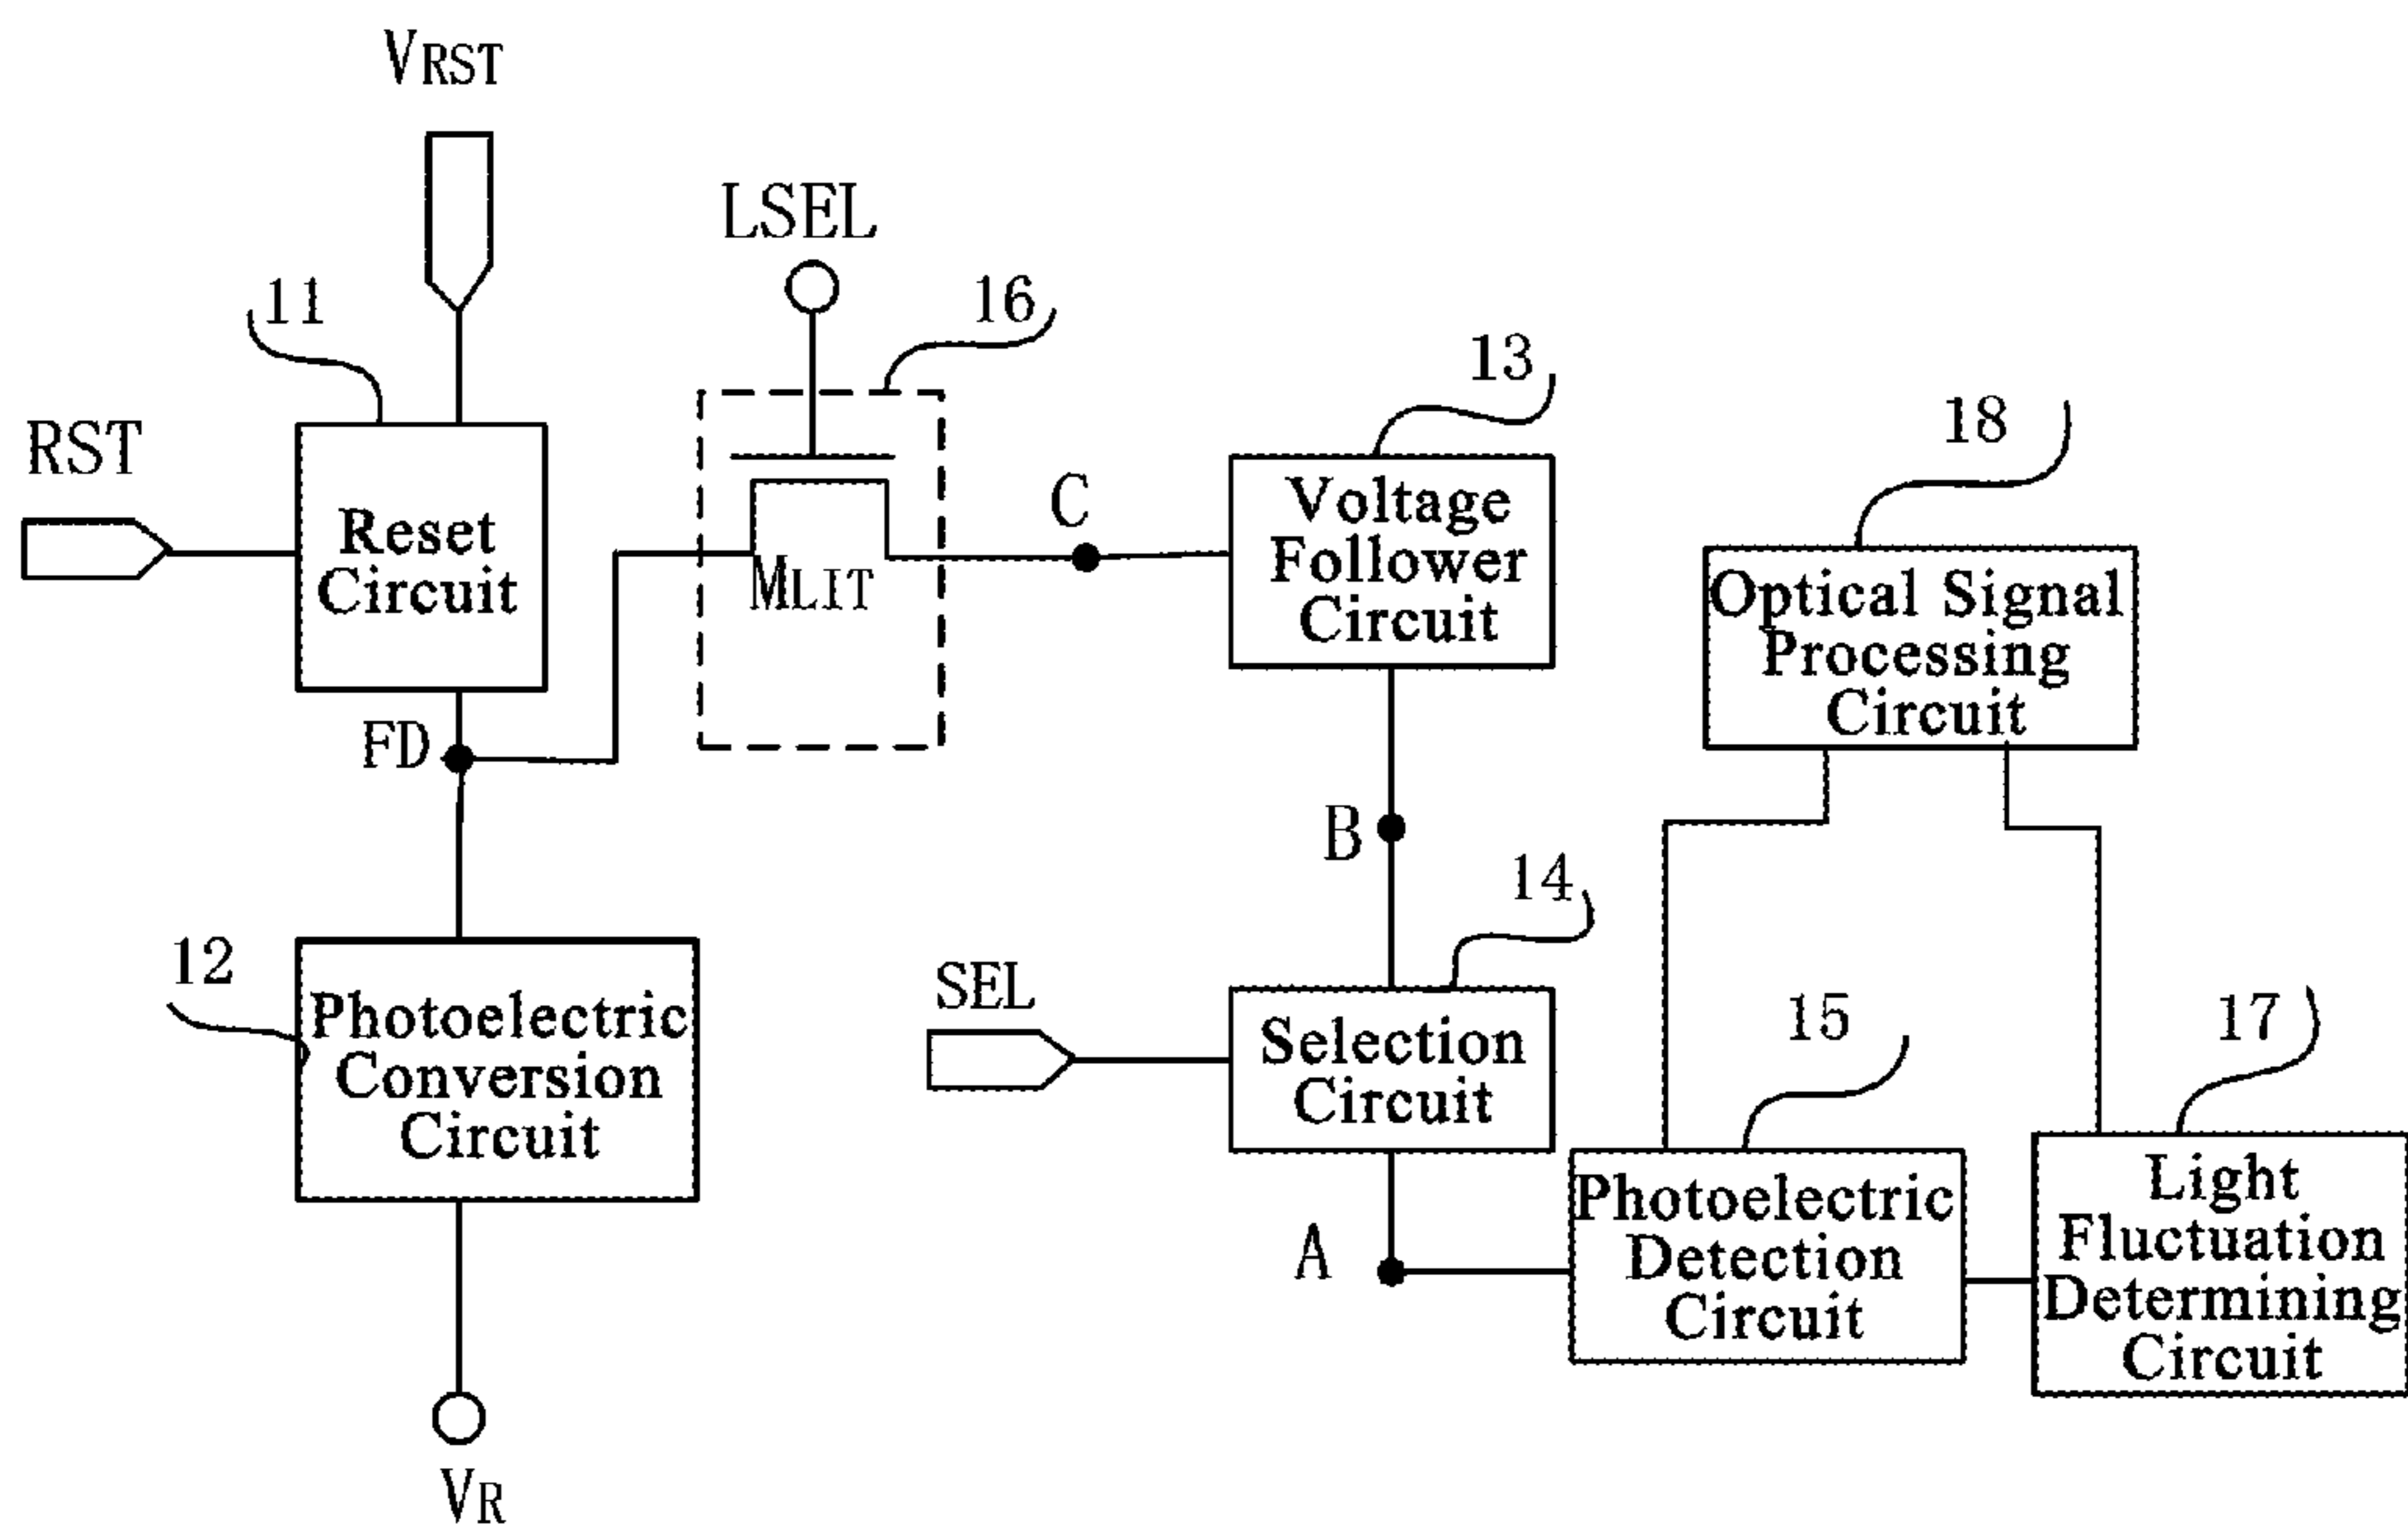 VRST
LSEL
11
16
13
18
RST
Reset
Circuit
MLIT
C
Voltage
Follower
Circuit
Optical Signal
Processing
Circuit
FD
B
12
14
SEL
Photoelectric
Conversion
Circuit
Selection
Circuit
15
17
A
Photoelectric
Detection
Circuit
Light
Fluctuation
Determining
Circuit
VR